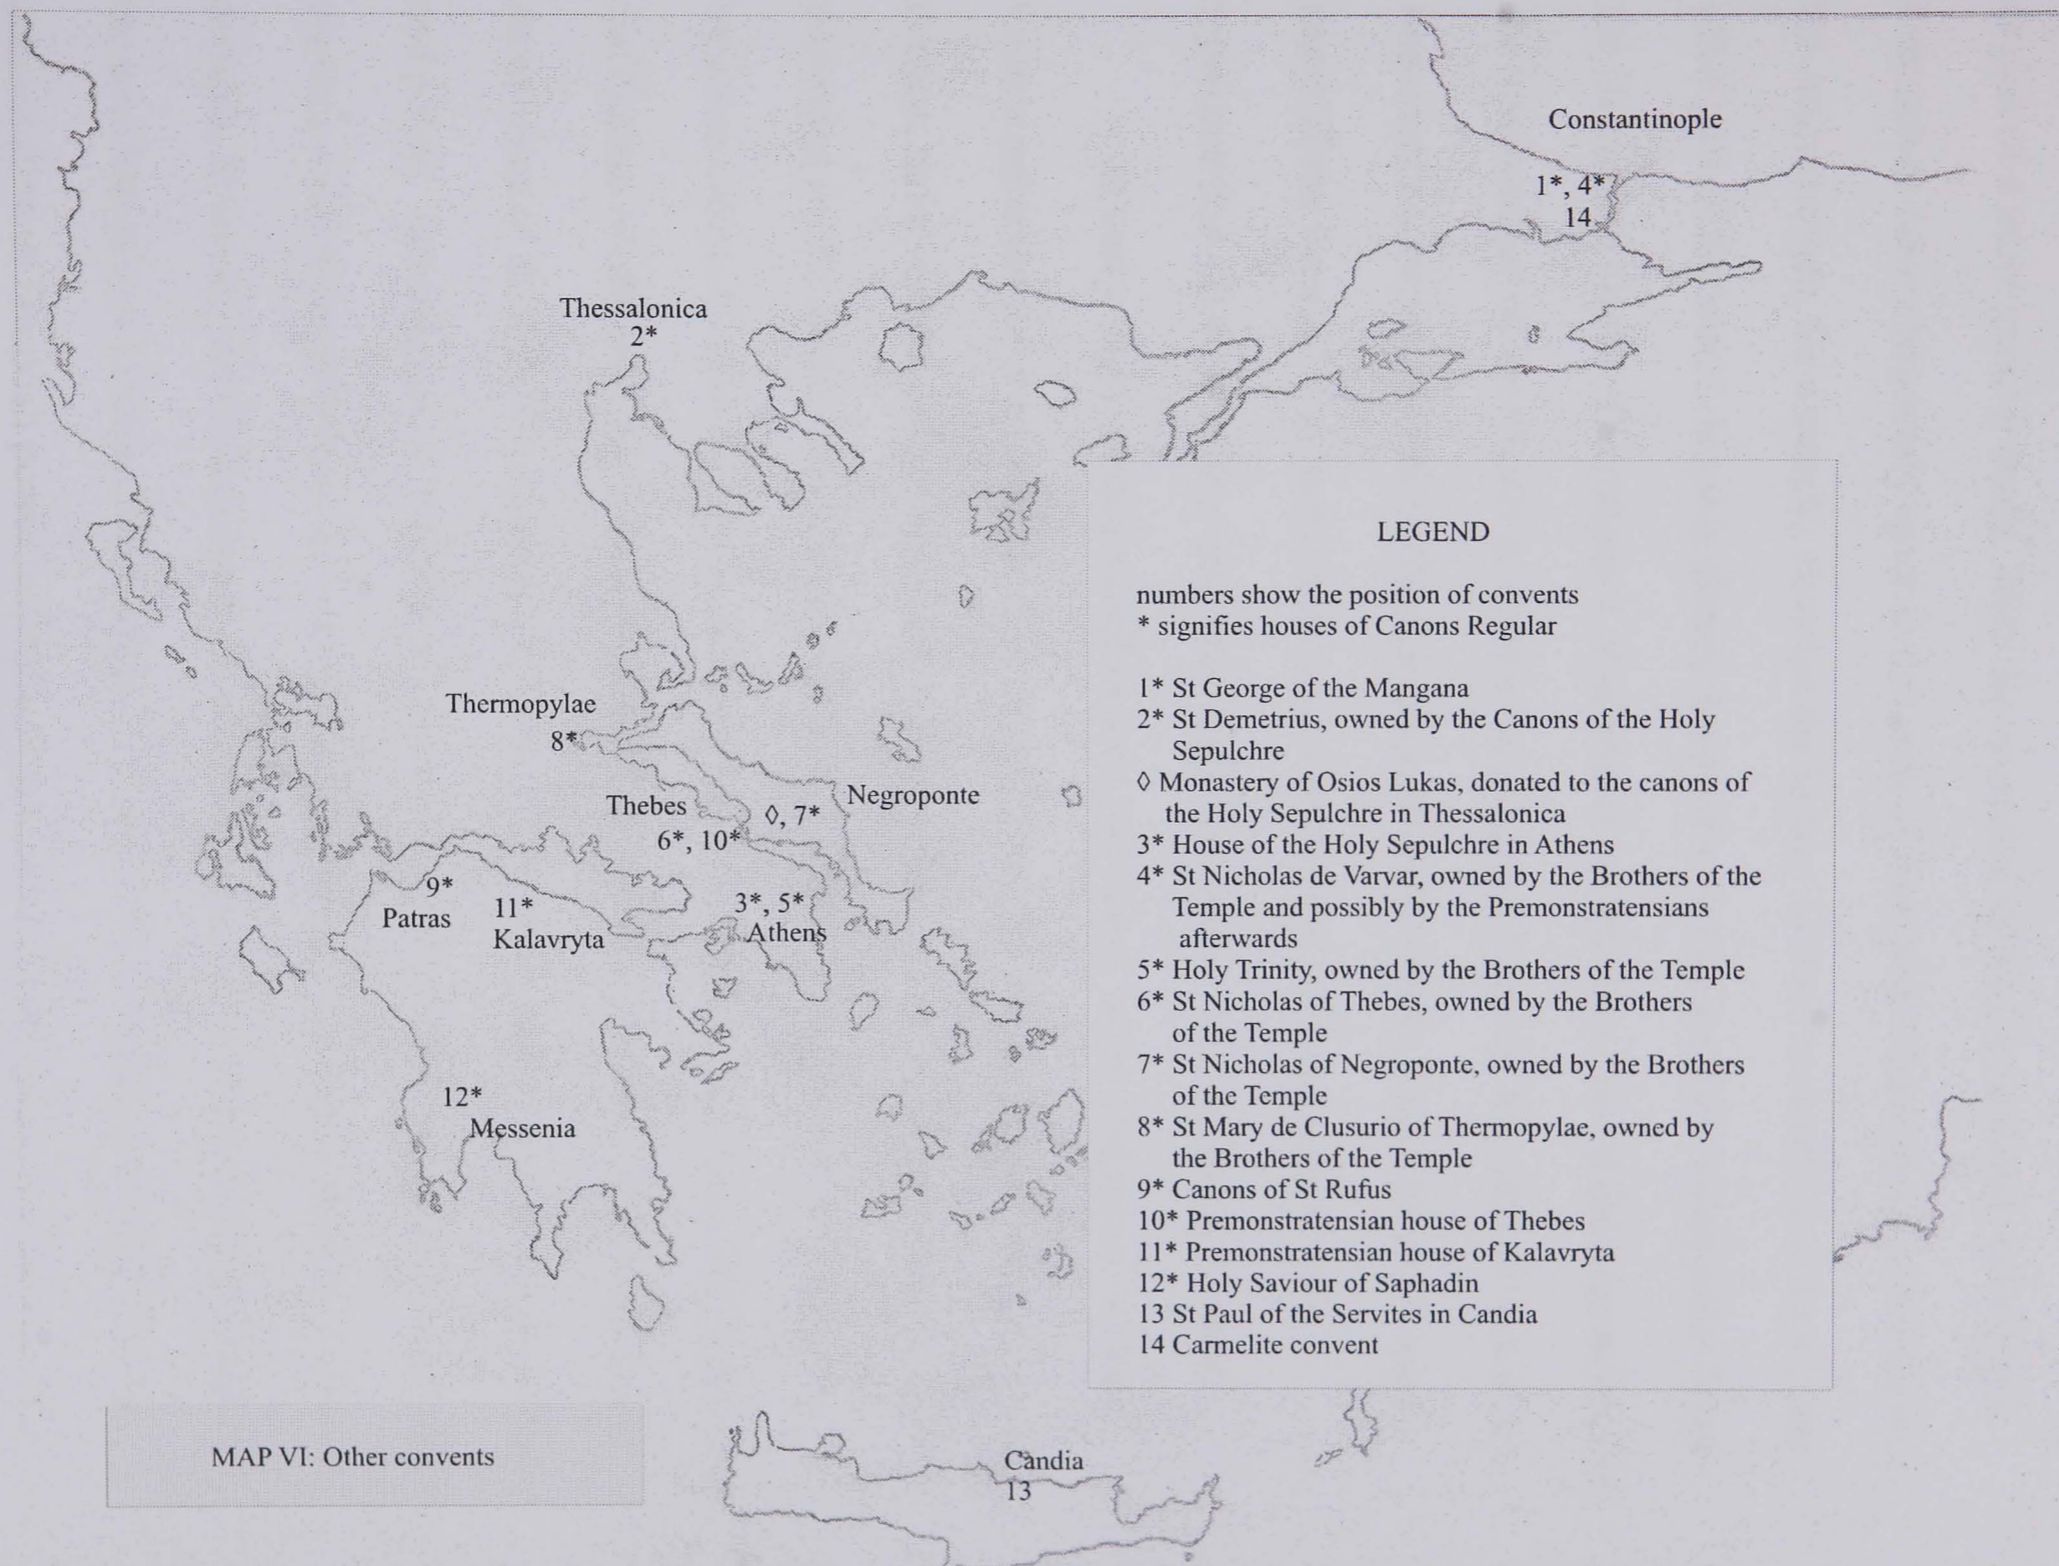 Constantinople
1*, 4*
14
Thessalonica
2*
Thermopylae
8*
Thebes
6*, 10*
◊, 7*
Negroponte
9*
Patras
11*
Kalavryta
3*, 5*
Athens
12*
Messenia
Candia
13
LEGEND
numbers show the position of convents
* signifies houses of Canons Regular
1* St George of the Mangana
2* St Demetrius, owned by the Canons of the Holy
Sepulchre
◊ Monastery of Osios Lukas, donated to the canons of
the Holy Sepulchre in Thessalonica
3* House of the Holy Sepulchre in Athens
4* St Nicholas de Varvar, owned by the Brothers of the
Temple and possibly by the Premonstratensians
afterwards
5* Holy Trinity, owned by the Brothers of the Temple
6* St Nicholas of Thebes, owned by the Brothers
of the Temple
7* St Nicholas of Negroponte, owned by the Brothers
of the Temple
8* St Mary de Clusurio of Thermopylae, owned by
the Brothers of the Temple
9* Canons of St Rufus
10* Premonstratensian house of Thebes
11* Premonstratensian house of Kalavryta
12* Holy Saviour of Saphadin
13 St Paul of the Servites in Candia
14 Carmelite convent
MAP VI: Other convents